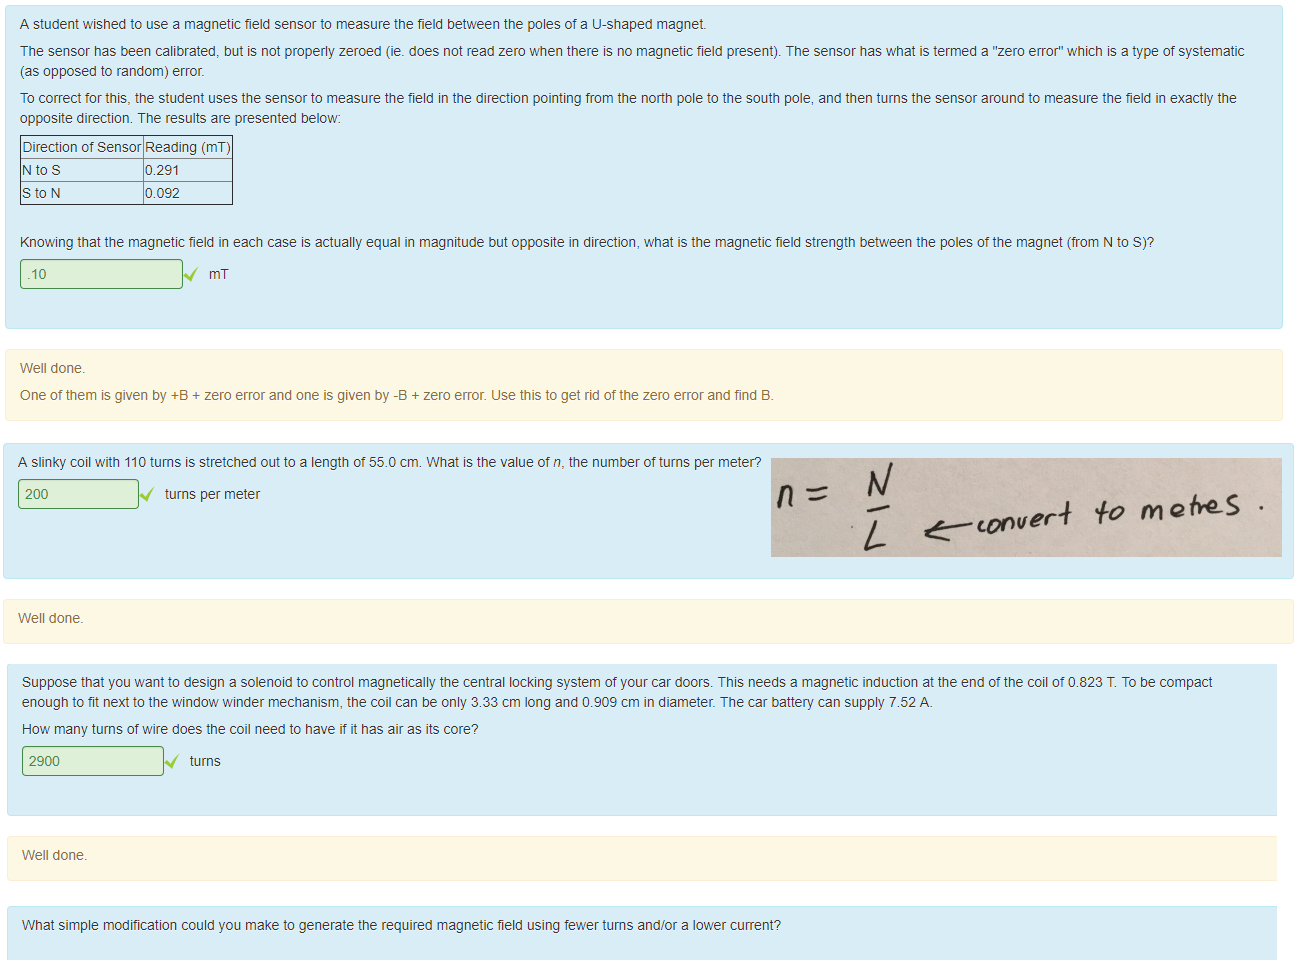 A student wished to use a magnetic field sensor to measure the field between the poles of a U-shaped magnet.
The sensor has been calibrated, but is not properly zeroed (ie. does not read zero when there is no magnetic field present). The sensor has what is termed a "zero error" which is a type of systematic
(as opposed to random) error.
To correct for this, the student uses the sensor to measure the field in the direction pointing from the north pole to the south pole, and then turns the sensor around to measure the field in exactly the
opposite direction. The results are presented below:
Direction of Sensor Reading (mT)
N to S 0.291
S to N 0.092
Knowing that the magnetic field in each case is actually equal in magnitude but opposite in direction, what is the magnetic field strength between the poles of the magnet (from N to S)?
.10 mT
Well done.
One of them is given by +B + zero error and one is given by -B + zero error. Use this to get rid of the zero error and find B.
A slinky coil with 110 turns is stretched out to a length of 55.0 cm. What is the value of n, the number of turns per meter?
200 turns per meter
n = N
L ← convert to metres.
Well done.
Suppose that you want to design a solenoid to control magnetically the central locking system of your car doors. This needs a magnetic induction at the end of the coil of 0.823 T. To be compact
enough to fit next to the window winder mechanism, the coil can be only 3.33 cm long and 0.909 cm in diameter. The car battery can supply 7.52 A.
How many turns of wire does the coil need to have if it has air as its core?
2900 turns
Well done.
What simple modification could you make to generate the required magnetic field using fewer turns and/or a lower current?